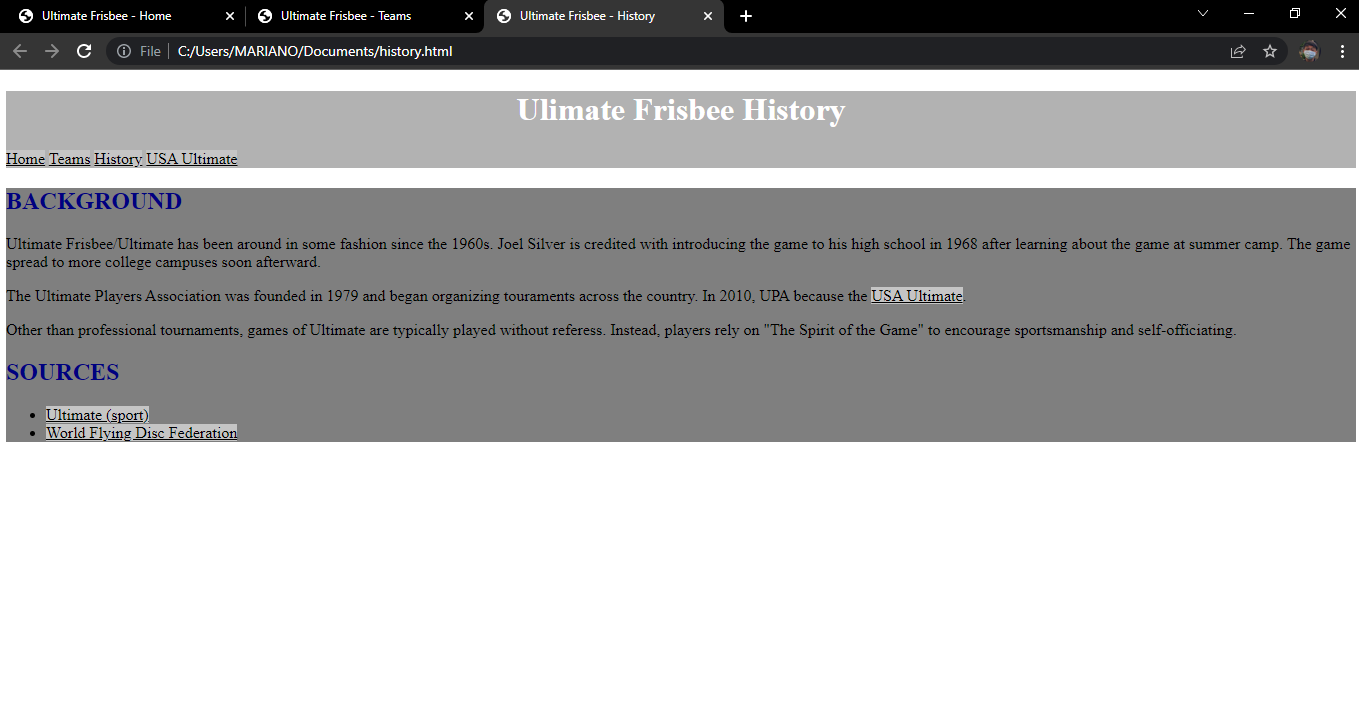 Ultimate Frisbee - Home
Ultimate Frisbee - Teams
Ultimate Frisbee - History
File
C:/Users/MARIANO/Documents/history.html
Ulimate Frisbee History
Home Teams History USA Ultimate
BACKGROUND
Ultimate Frisbee/Ultimate has been around in some fashion since the 1960s. Joel Silver is credited with introducing the game to his high school in 1968 after learning about the game at summer camp. The game
spread to more college campuses soon afterward.
The Ultimate Players Association was founded in 1979 and began organizing touraments across the country. In 2010, UPA because the USA Ultimate.
Other than professional tournaments, games of Ultimate are typically played without referess. Instead, players rely on "The Spirit of the Game" to encourage sportsmanship and self-officiating.
SOURCES
• Ultimate (sport)
• World Flying Disc Federation